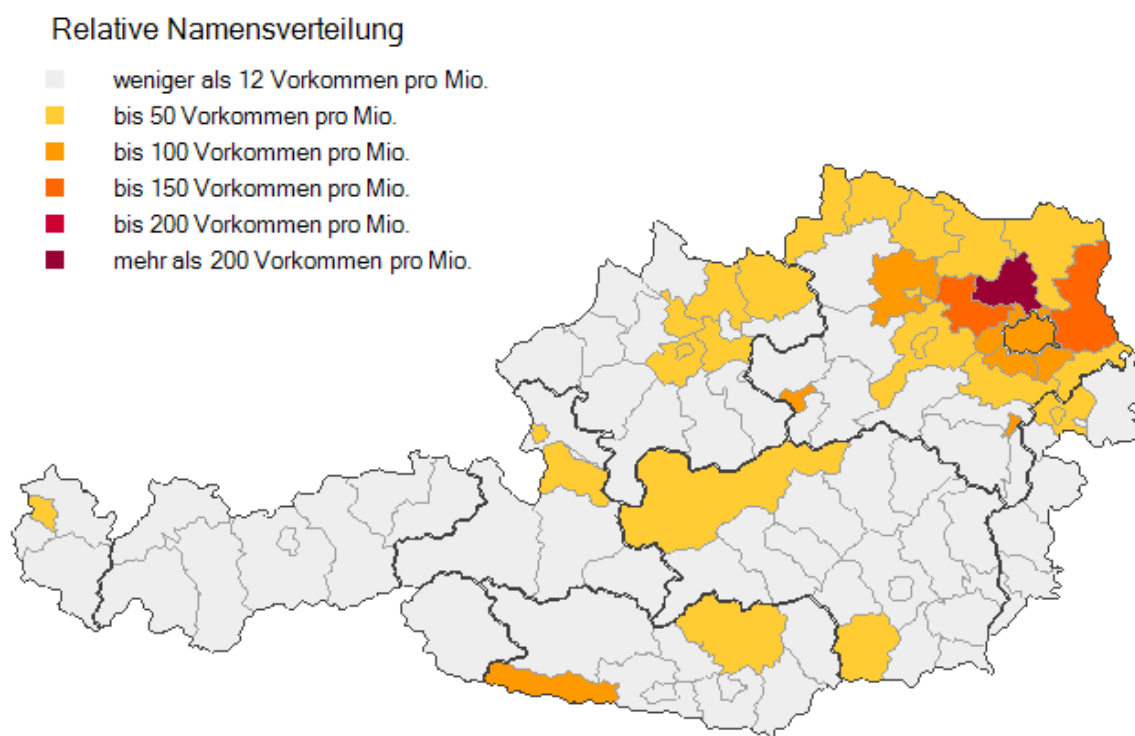 Relative Namensverteilung
weniger als 12 Vorkommen pro Mio.
bis 50 Vorkommen pro Mio.
bis 100 Vorkommen pro Mio.
bis 150 Vorkommen pro Mio.
bis 200 Vorkommen pro Mio.
mehr als 200 Vorkommen pro Mio.